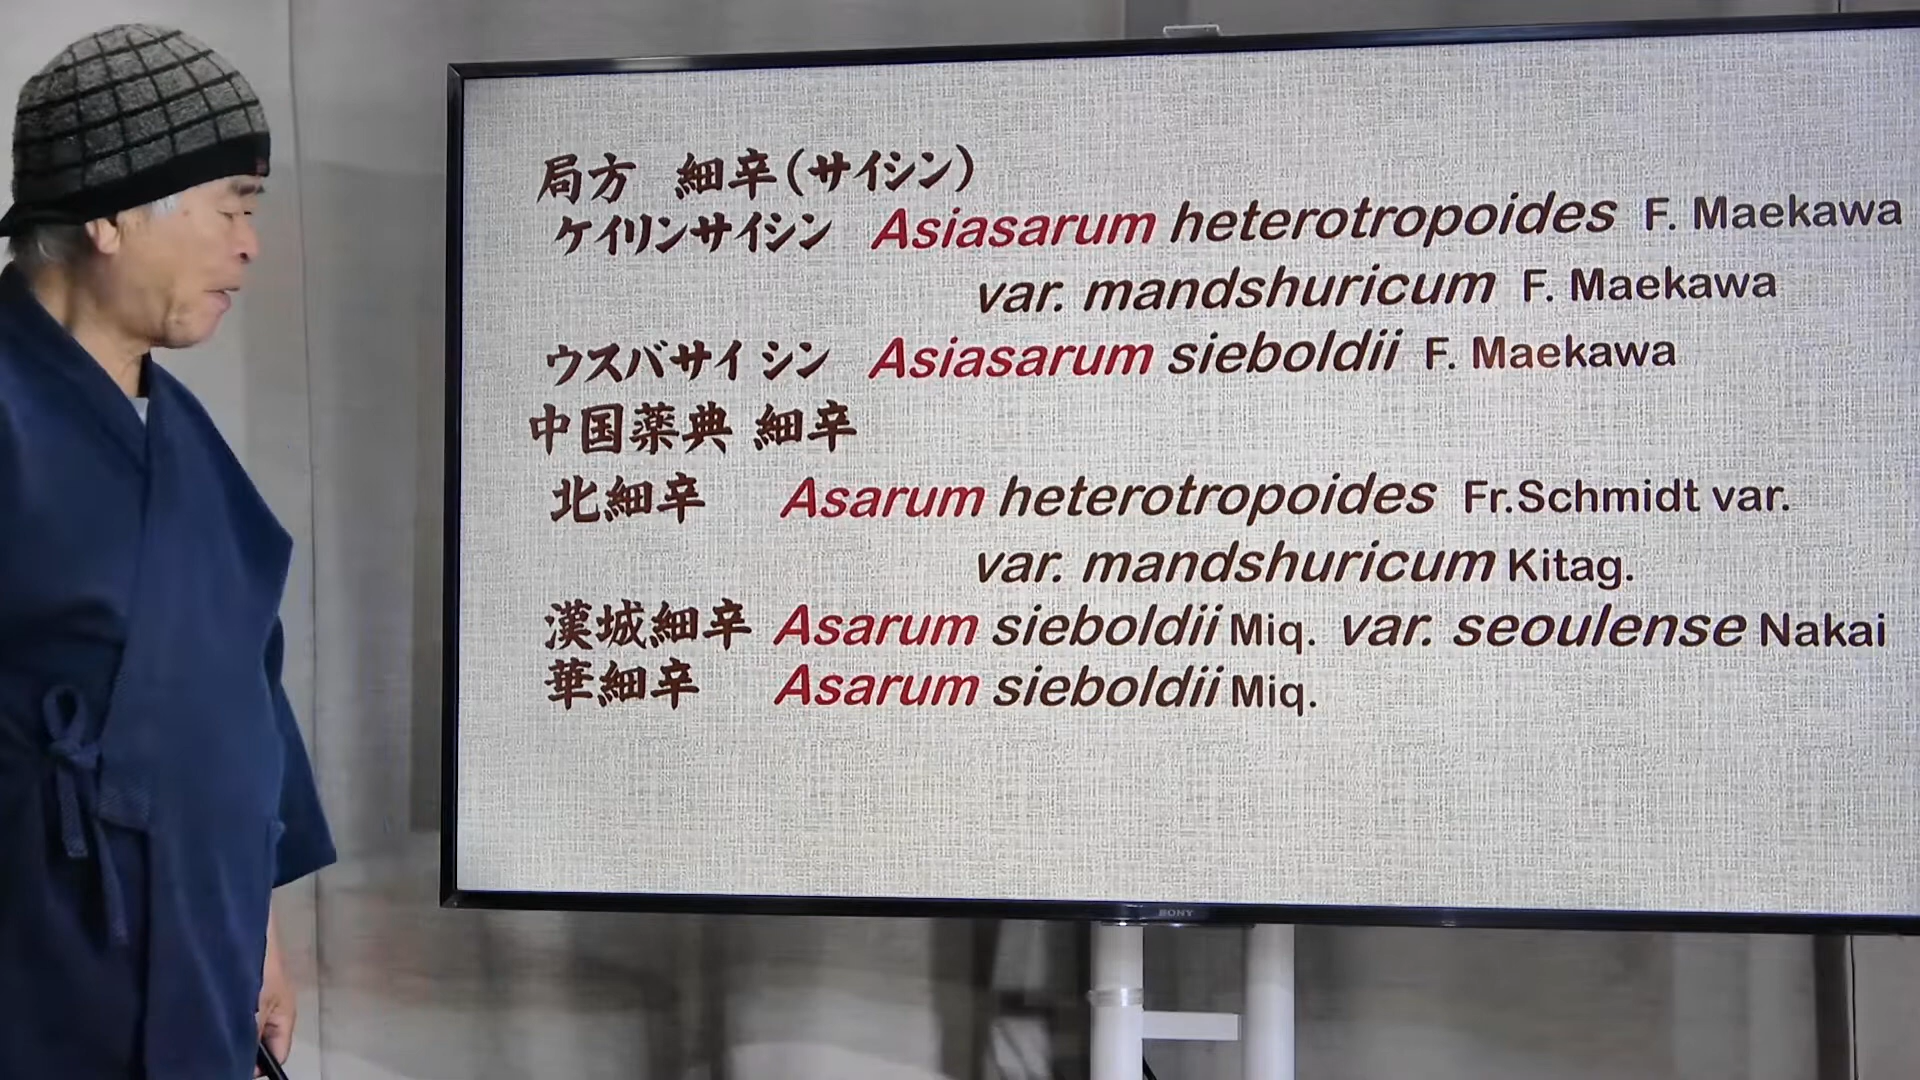 局方 細辛(サイシン)
ケイリンサイシン Asiasarum heterotropoides F. Maekawa
var. mandshuricum F. Maekawa
ウスバサイシン Asiasarum sieboldii F. Maekawa
中国薬典 細辛
北細辛 Asarum heterotropoides Fr.Schmidt var.
var. mandshuricum Kitag.
漢城細辛 Asarum sieboldii Miq. var. seoulense Nakai
華細辛 Asarum sieboldii Miq.
SONY